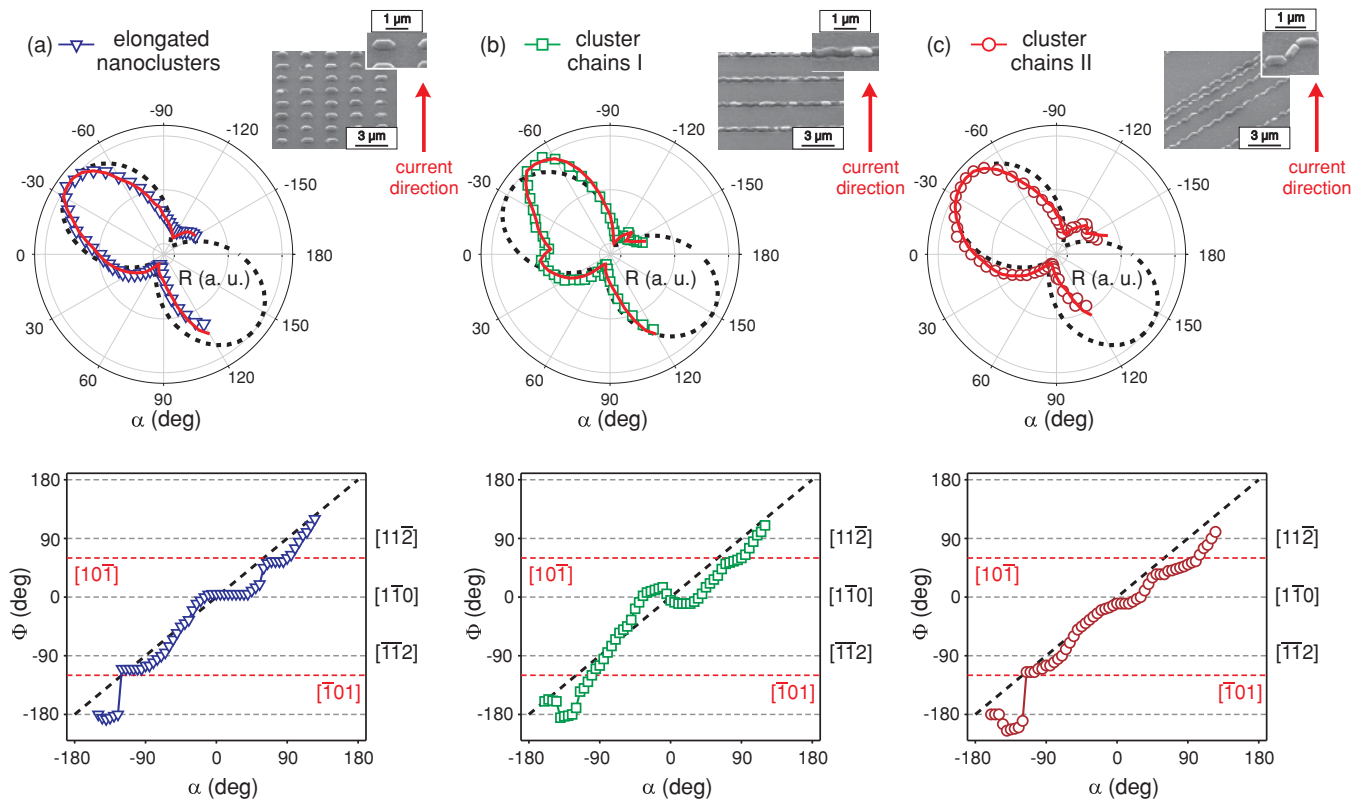 (a) elongated
nanoclusters
1 µm
3 µm
current
direction
-90
-60
-120
-30
-150
0
180
R (a. u.)
30
150
60
120
90
α (deg)
(b) cluster
chains I
1 µm
3 µm
current
direction
-90
-60
-120
-30
-150
0
180
R (a. u.)
30
150
60
120
90
α (deg)
(c) cluster
chains II
1 µm
3 µm
current
direction
-90
-60
-120
-30
-150
0
180
R (a. u.)
30
150
60
120
90
α (deg)
180
90
0
-90
-180
Φ (deg)
[112̅]
[101̅]
[11̅0]
[1̅1̅2]
[1̅01]
-180 -90 0 90 180
α (deg)
180
90
0
-90
-180
Φ (deg)
[112̅]
[101̅]
[11̅0]
[1̅1̅2]
[1̅01]
-180 -90 0 90 180
α (deg)
180
90
0
-90
-180
Φ (deg)
[112̅]
[101̅]
[11̅0]
[1̅1̅2]
[1̅01]
-180 -90 0 90 180
α (deg)